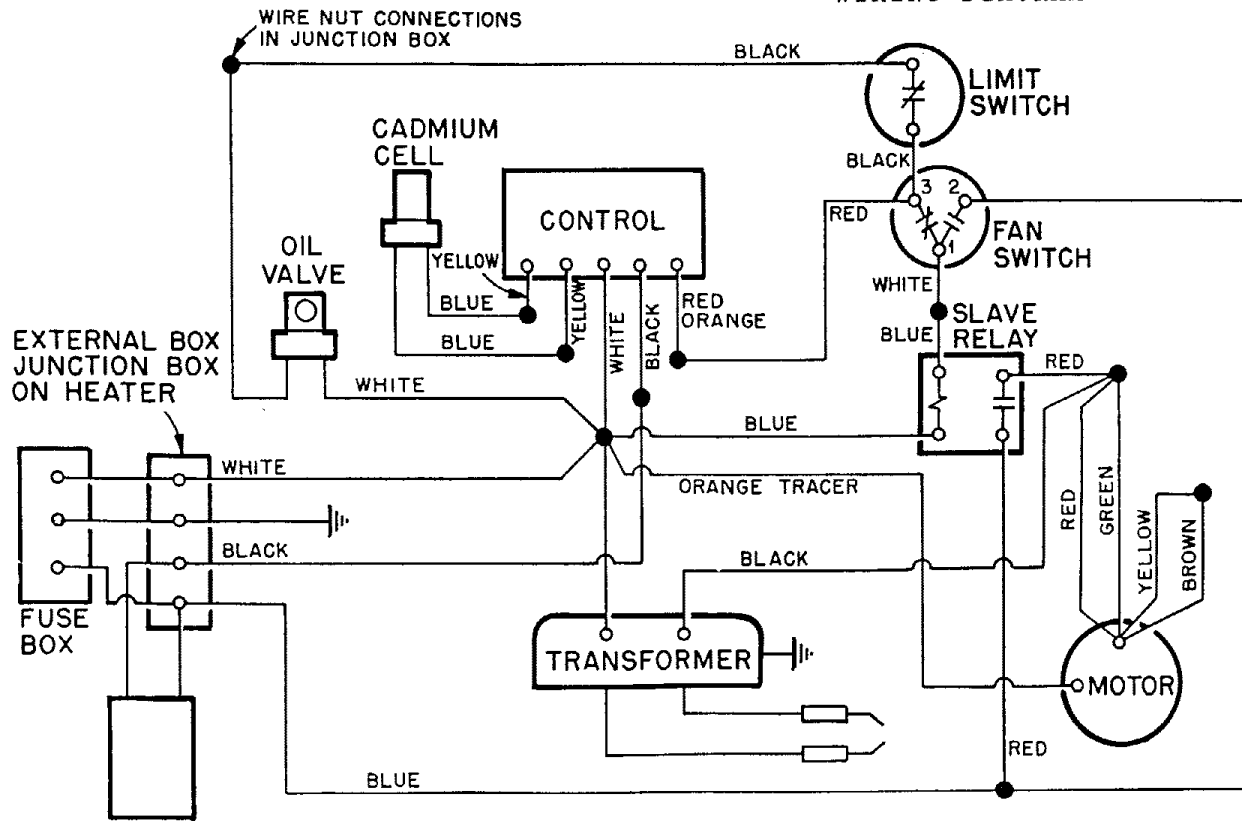 WIRE NUT CONNECTIONS
IN JUNCTION BOX
BLACK
LIMIT
SWITCH
CADMIUM
CELL
BLACK
CONTROL
3 2
1
RED
FAN
SWITCH
OIL
VALVE
YELLOW
BLUE
BLUE
YELLOW
WHITE
BLACK
RED
ORANGE
WHITE
SLAVE
RELAY
BLUE
RED
EXTERNAL BOX
JUNCTION BOX
ON HEATER
WHITE
BLUE
WHITE
ORANGE TRACER
RED
GREEN
YELLOW
BROWN
BLACK
BLACK
FUSE
BOX
TRANSFORMER
MOTOR
RED
BLUE